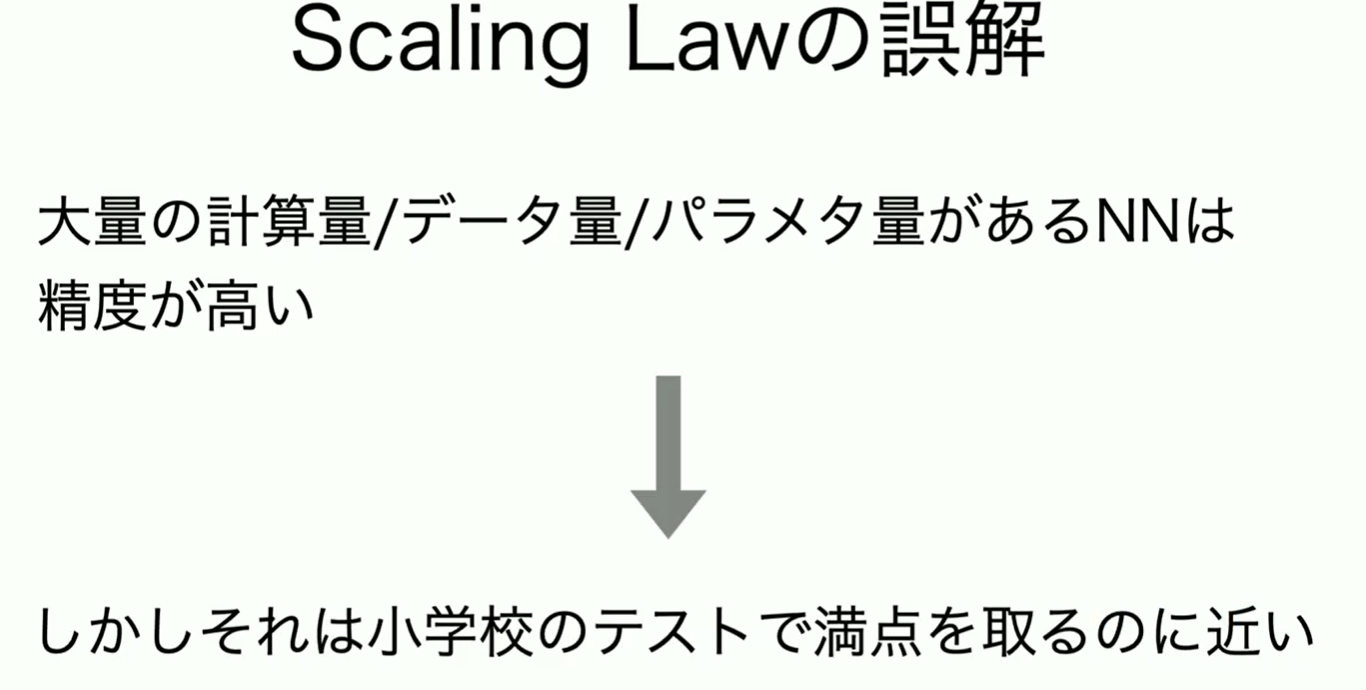 Scaling Lawの誤解
大量の計算量/データ量/パラメタ量があるNNは
精度が高い
しかしそれは小学校のテストで満点を取るのに近い